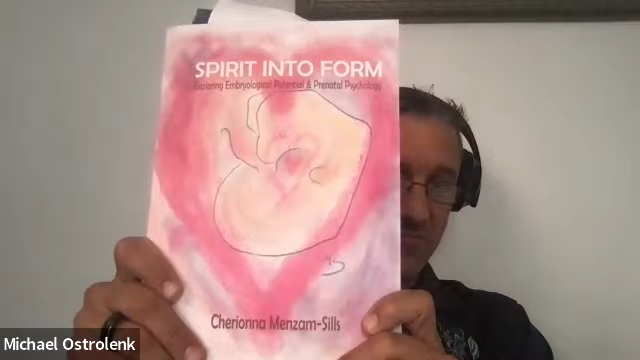 SPIRIT INTO FORM
Exploring Embryological Potential & Prenatal Psychology
Cherionna Menzam-Sills
Michael Ostrolenk